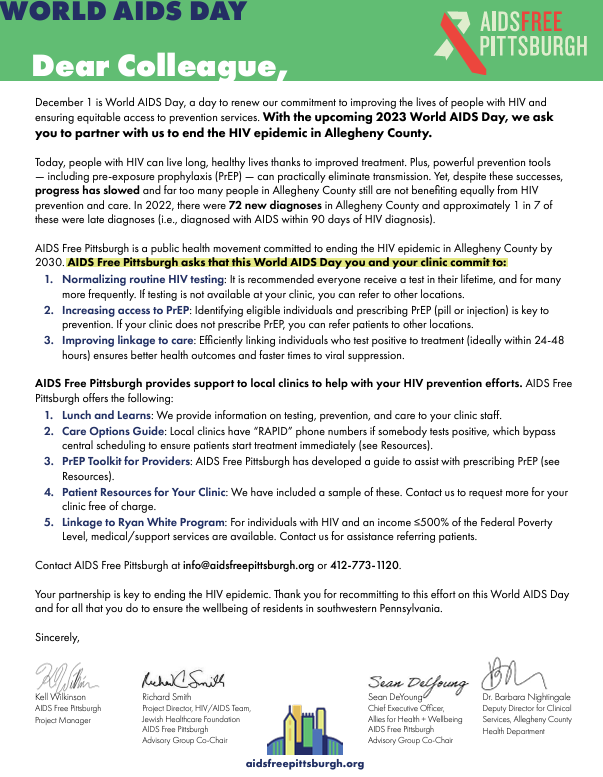 WORLD AIDS DAY
AIDSFREE
PITTSBURGH
Dear Colleague,
December 1 is World AIDS Day, a day to renew our commitment to improving the lives of people with HIV and
ensuring equitable access to prevention services. With the upcoming 2023 World AIDS Day, we ask
you to partner with us to end the HIV epidemic in Allegheny County.
Today, people with HIV can live long, healthy lives thanks to improved treatment. Plus, powerful prevention tools
— including pre-exposure prophylaxis (PrEP) — can practically eliminate transmission. Yet, despite these successes,
progress has slowed and far too many people in Allegheny County still are not benefiting equally from HIV
prevention and care. In 2022, there were 72 new diagnoses in Allegheny County and approximately 1 in 7 of
these were late diagnoses (i.e., diagnosed with AIDS within 90 days of HIV diagnosis).
AIDS Free Pittsburgh is a public health movement committed to ending the HIV epidemic in Allegheny County by
2030. AIDS Free Pittsburgh asks that this World AIDS Day you and your clinic commit to:
1. Normalizing routine HIV testing: It is recommended everyone receive a test in their lifetime, and for many
more frequently. If testing is not available at your clinic, you can refer to other locations.
2. Increasing access to PrEP: Identifying eligible individuals and prescribing PrEP (pill or injection) is key to
prevention. If your clinic does not prescribe PrEP, you can refer patients to other locations.
3. Improving linkage to care: Efficiently linking individuals who test positive to treatment (ideally within 24-48
hours) ensures better health outcomes and faster times to viral suppression.
AIDS Free Pittsburgh provides support to local clinics to help with your HIV prevention efforts. AIDS Free
Pittsburgh offers the following:
1. Lunch and Learns: We provide information on testing, prevention, and care to your clinic staff.
2. Care Options Guide: Local clinics have “RAPID” phone numbers if somebody tests positive, which bypass
central scheduling to ensure patients start treatment immediately (see Resources).
3. PrEP Toolkit for Providers: AIDS Free Pittsburgh has developed a guide to assist with prescribing PrEP (see
Resources).
4. Patient Resources for Your Clinic: We have included a sample of these. Contact us to request more for your
clinic free of charge.
5. Linkage to Ryan White Program: For individuals with HIV and an income ≤500% of the Federal Poverty
Level, medical/support services are available. Contact us for assistance referring patients.
Contact AIDS Free Pittsburgh at info@aidsfreepittsburgh.org or 412-773-1120.
Your partnership is key to ending the HIV epidemic. Thank you for recommitting to this effort on this World AIDS Day
and for all that you do to ensure the wellbeing of residents in southwestern Pennsylvania.
Sincerely,
Kell Wilkinson
AIDS Free Pittsburgh
Project Manager
Richard Smith
Richard Smith
Project Director, HIV/AIDS Team,
Jewish Healthcare Foundation
AIDS Free Pittsburgh
Advisory Group Co-Chair
Sean DeYoung
Sean DeYoung
Chief Executive Officer,
Allies for Health + Wellbeing
AIDS Free Pittsburgh
Advisory Group Co-Chair
Dr. Barbara Nightingale
Deputy Director for Clinical
Services, Allegheny County
Health Department
aidsfreepittsburgh.org